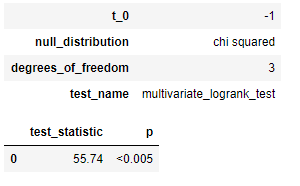 t_0 -1
null_distribution chi squared
degrees_of_freedom 3
test_name multivariate_logrank_test
test_statistic p
0 55.74 <0.005